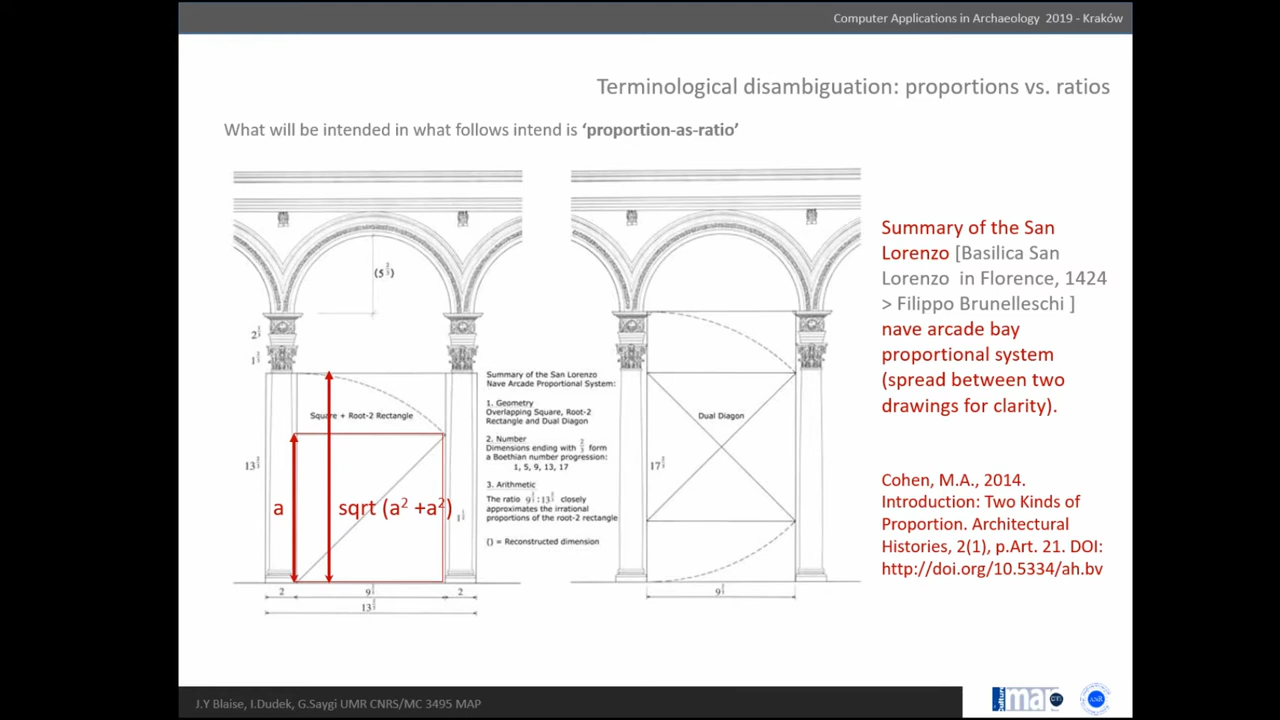 Computer Applications in Archaeology 2019 - Kraków
Terminological disambiguation: proportions vs. ratios
What will be intended in what follows intend is ‘proportion-as-ratio’
Square + Root-2 Rectangle
a
sqrt (a² +a²)
2
2
Summary of the San Lorenzo
Nave Arcade Proportional System:
1. Geometry
Overlapping Square, Root-2
Rectangle and Dual Diagon
2. Number
Dimensions ending with form
a Boethian number progression:
1, 5, 9, 13, 17
3. Arithmetic
The ratio closely
approximates the irrational
proportions of the root-2 rectangle
() = Reconstructed dimension
Dual Diagon
Summary of the San
Lorenzo [Basilica San
Lorenzo in Florence, 1424
> Filippo Brunelleschi ]
nave arcade bay
proportional system
(spread between two
drawings for clarity).
Cohen, M.A., 2014.
Introduction: Two Kinds of
Proportion. Architectural
Histories, 2(1), p.Art. 21. DOI:
http://doi.org/10.5334/ah.bv
J.Y Blaise, I.Dudek, G.Saygi UMR CNRS/MC 3495 MAP
map